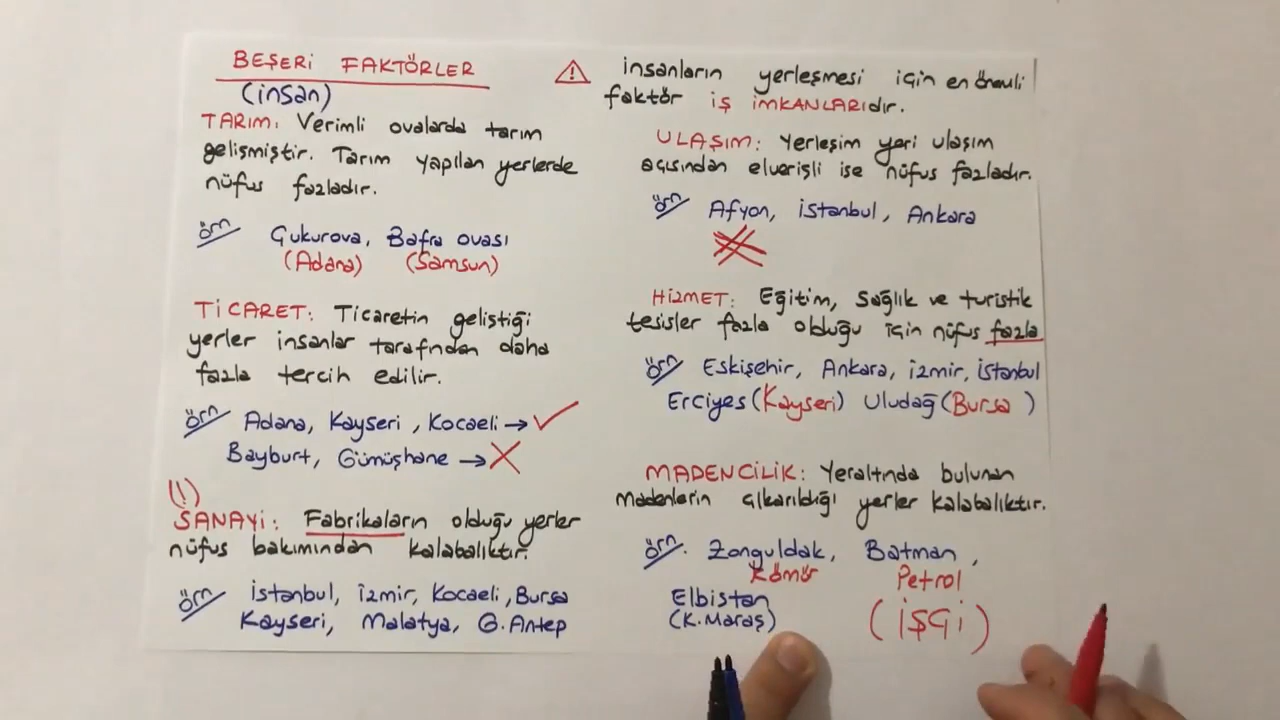 BEŞERİ FAKTÖRLER
(insan)
TARIM: Verimli ovalarda tarım
gelişmiştir. Tarım yapılan yerlerde
nüfus fazladır.
örn Çukurova, Bafra ovası
(Adana) (Samsun)
TİCARET: Ticaretin geliştiği
yerler insanlar tarafından daha
fazla tercih edilir.
örn Adana, Kayseri, Kocaeli → ✓
Bayburt, Gümüşhane → X
(!)
SANAYİ: Fabrikaların olduğu yerler
nüfus bakımından kalabalıktır.
örn İstanbul, İzmir, Kocaeli, Bursa
Kayseri, Malatya, G.Antep
⚠ insanların yerleşmesi için en önemli
faktör İŞ İMKANLARIdır.
ULAŞIM: Yerleşim yeri ulaşım
açısından elverişli ise nüfus fazladır.
örn Afyon, İstanbul, Ankara
HİZMET: Eğitim, Sağlık ve turistik
tesisler fazla olduğu için nüfus fazla
örn Eskişehir, Ankara, İzmir, İstanbul
Erciyes (Kayseri) Uludağ (Bursa)
MADENCİLİK: Yeraltında bulunan
madenlerin çıkarıldığı yerler kalabalıktır.
örn. Zonguldak, Batman,
Kömür Petrol
Elbistan
(K.Maraş) (İŞÇİ)